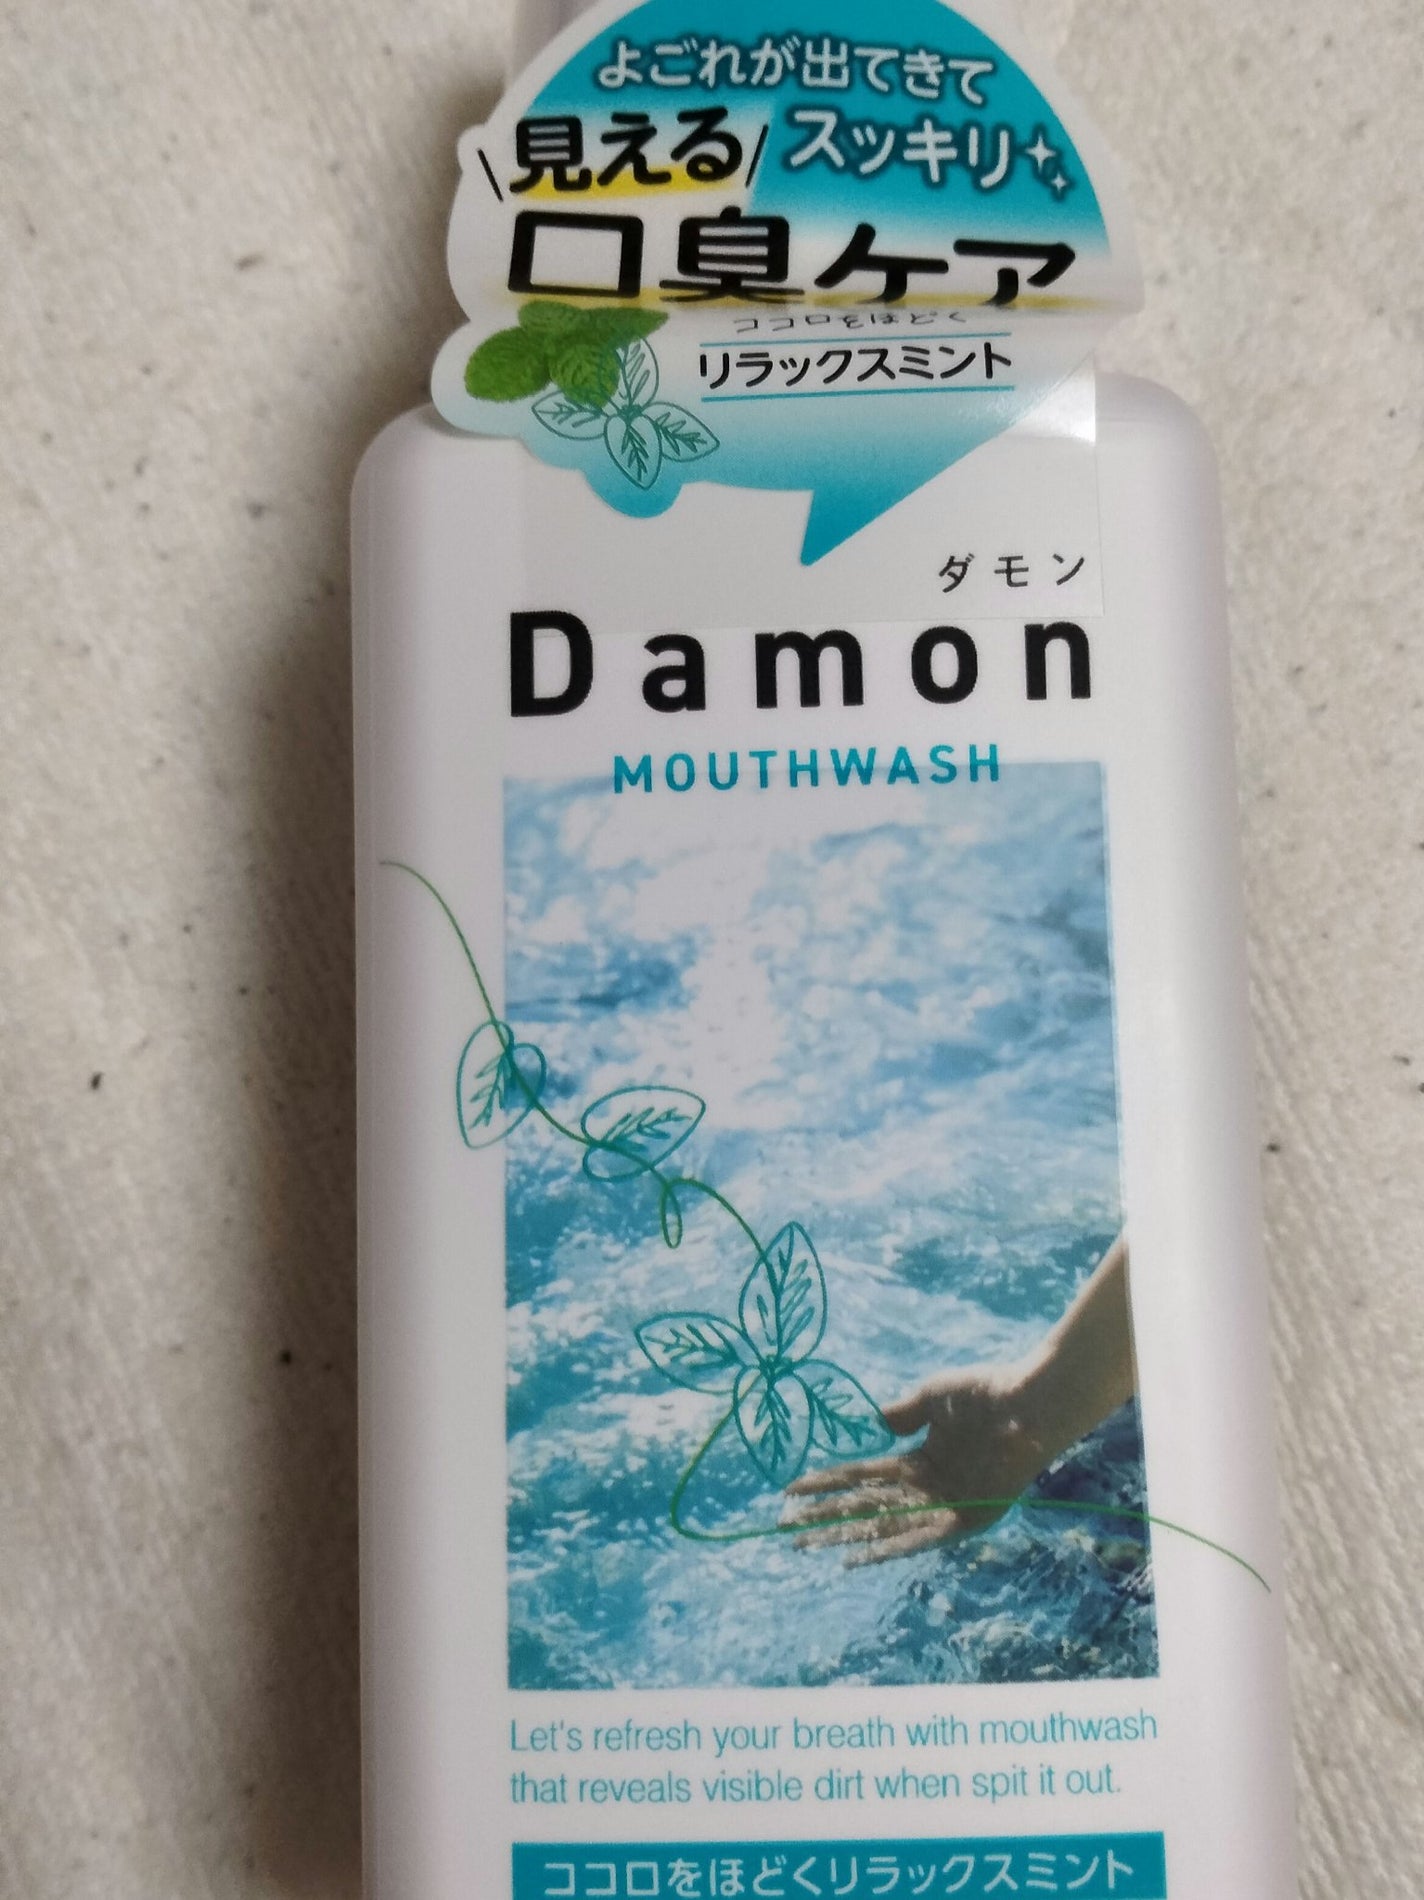 よごれが出てきて
スッキリ
見える
口臭ケア
ココロをほどく
リラックスミント
ダモン
Damon
MOUTHWASH
Let's refresh your breath with mouthwash
that reveals visible dirt when spit it out.
ココロをほどくリラックスミント